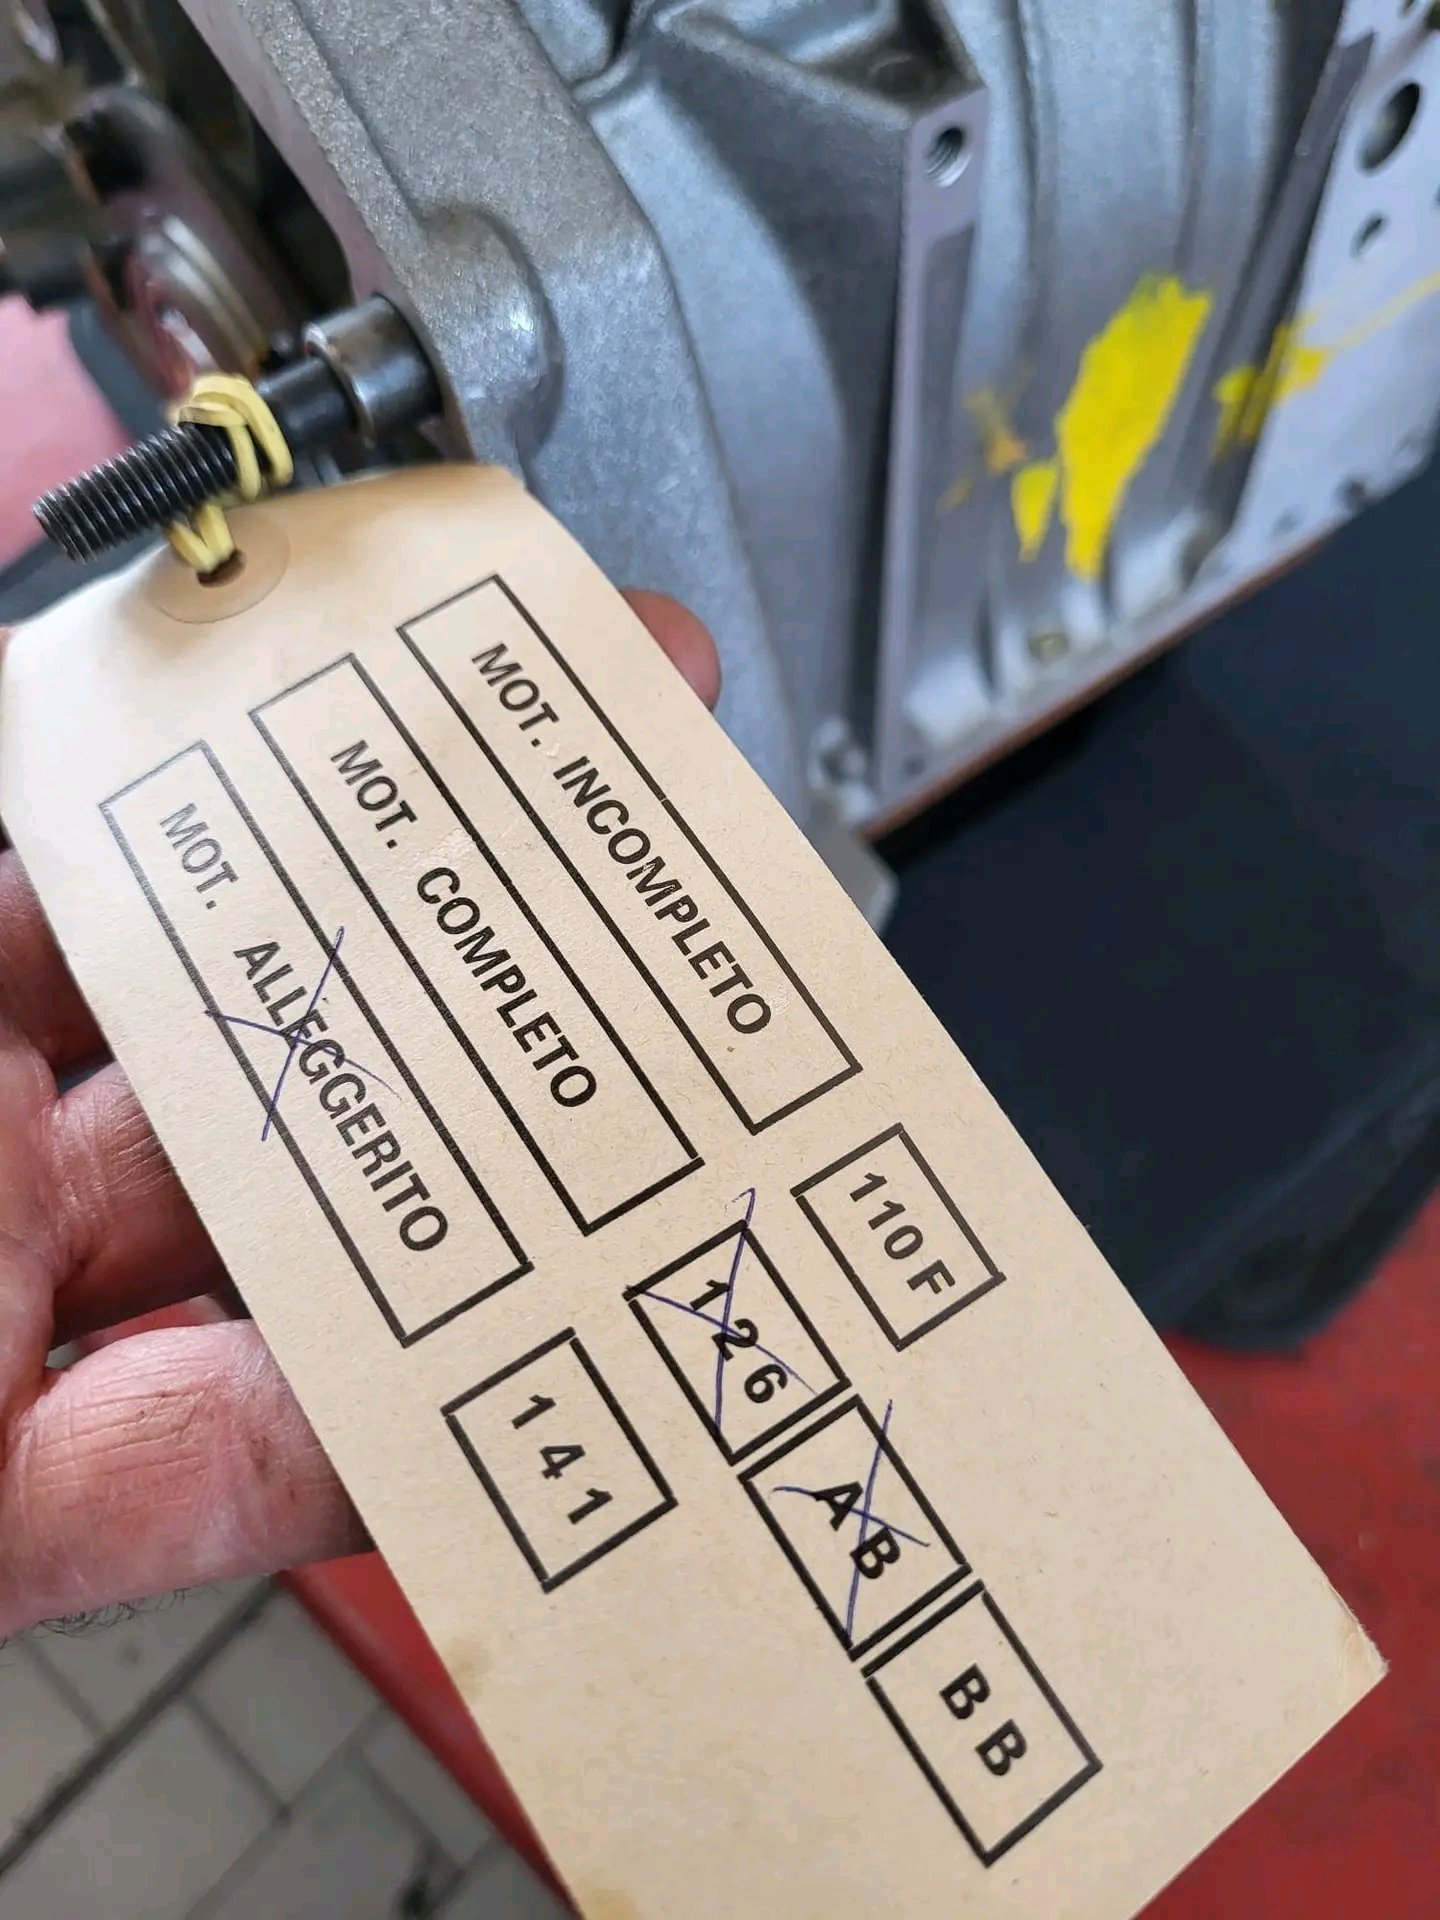 MOT. INCOMPLETO
110 F
MOT. COMPLETO
126
AB
BB
MOT. ALLEGGERITO
141